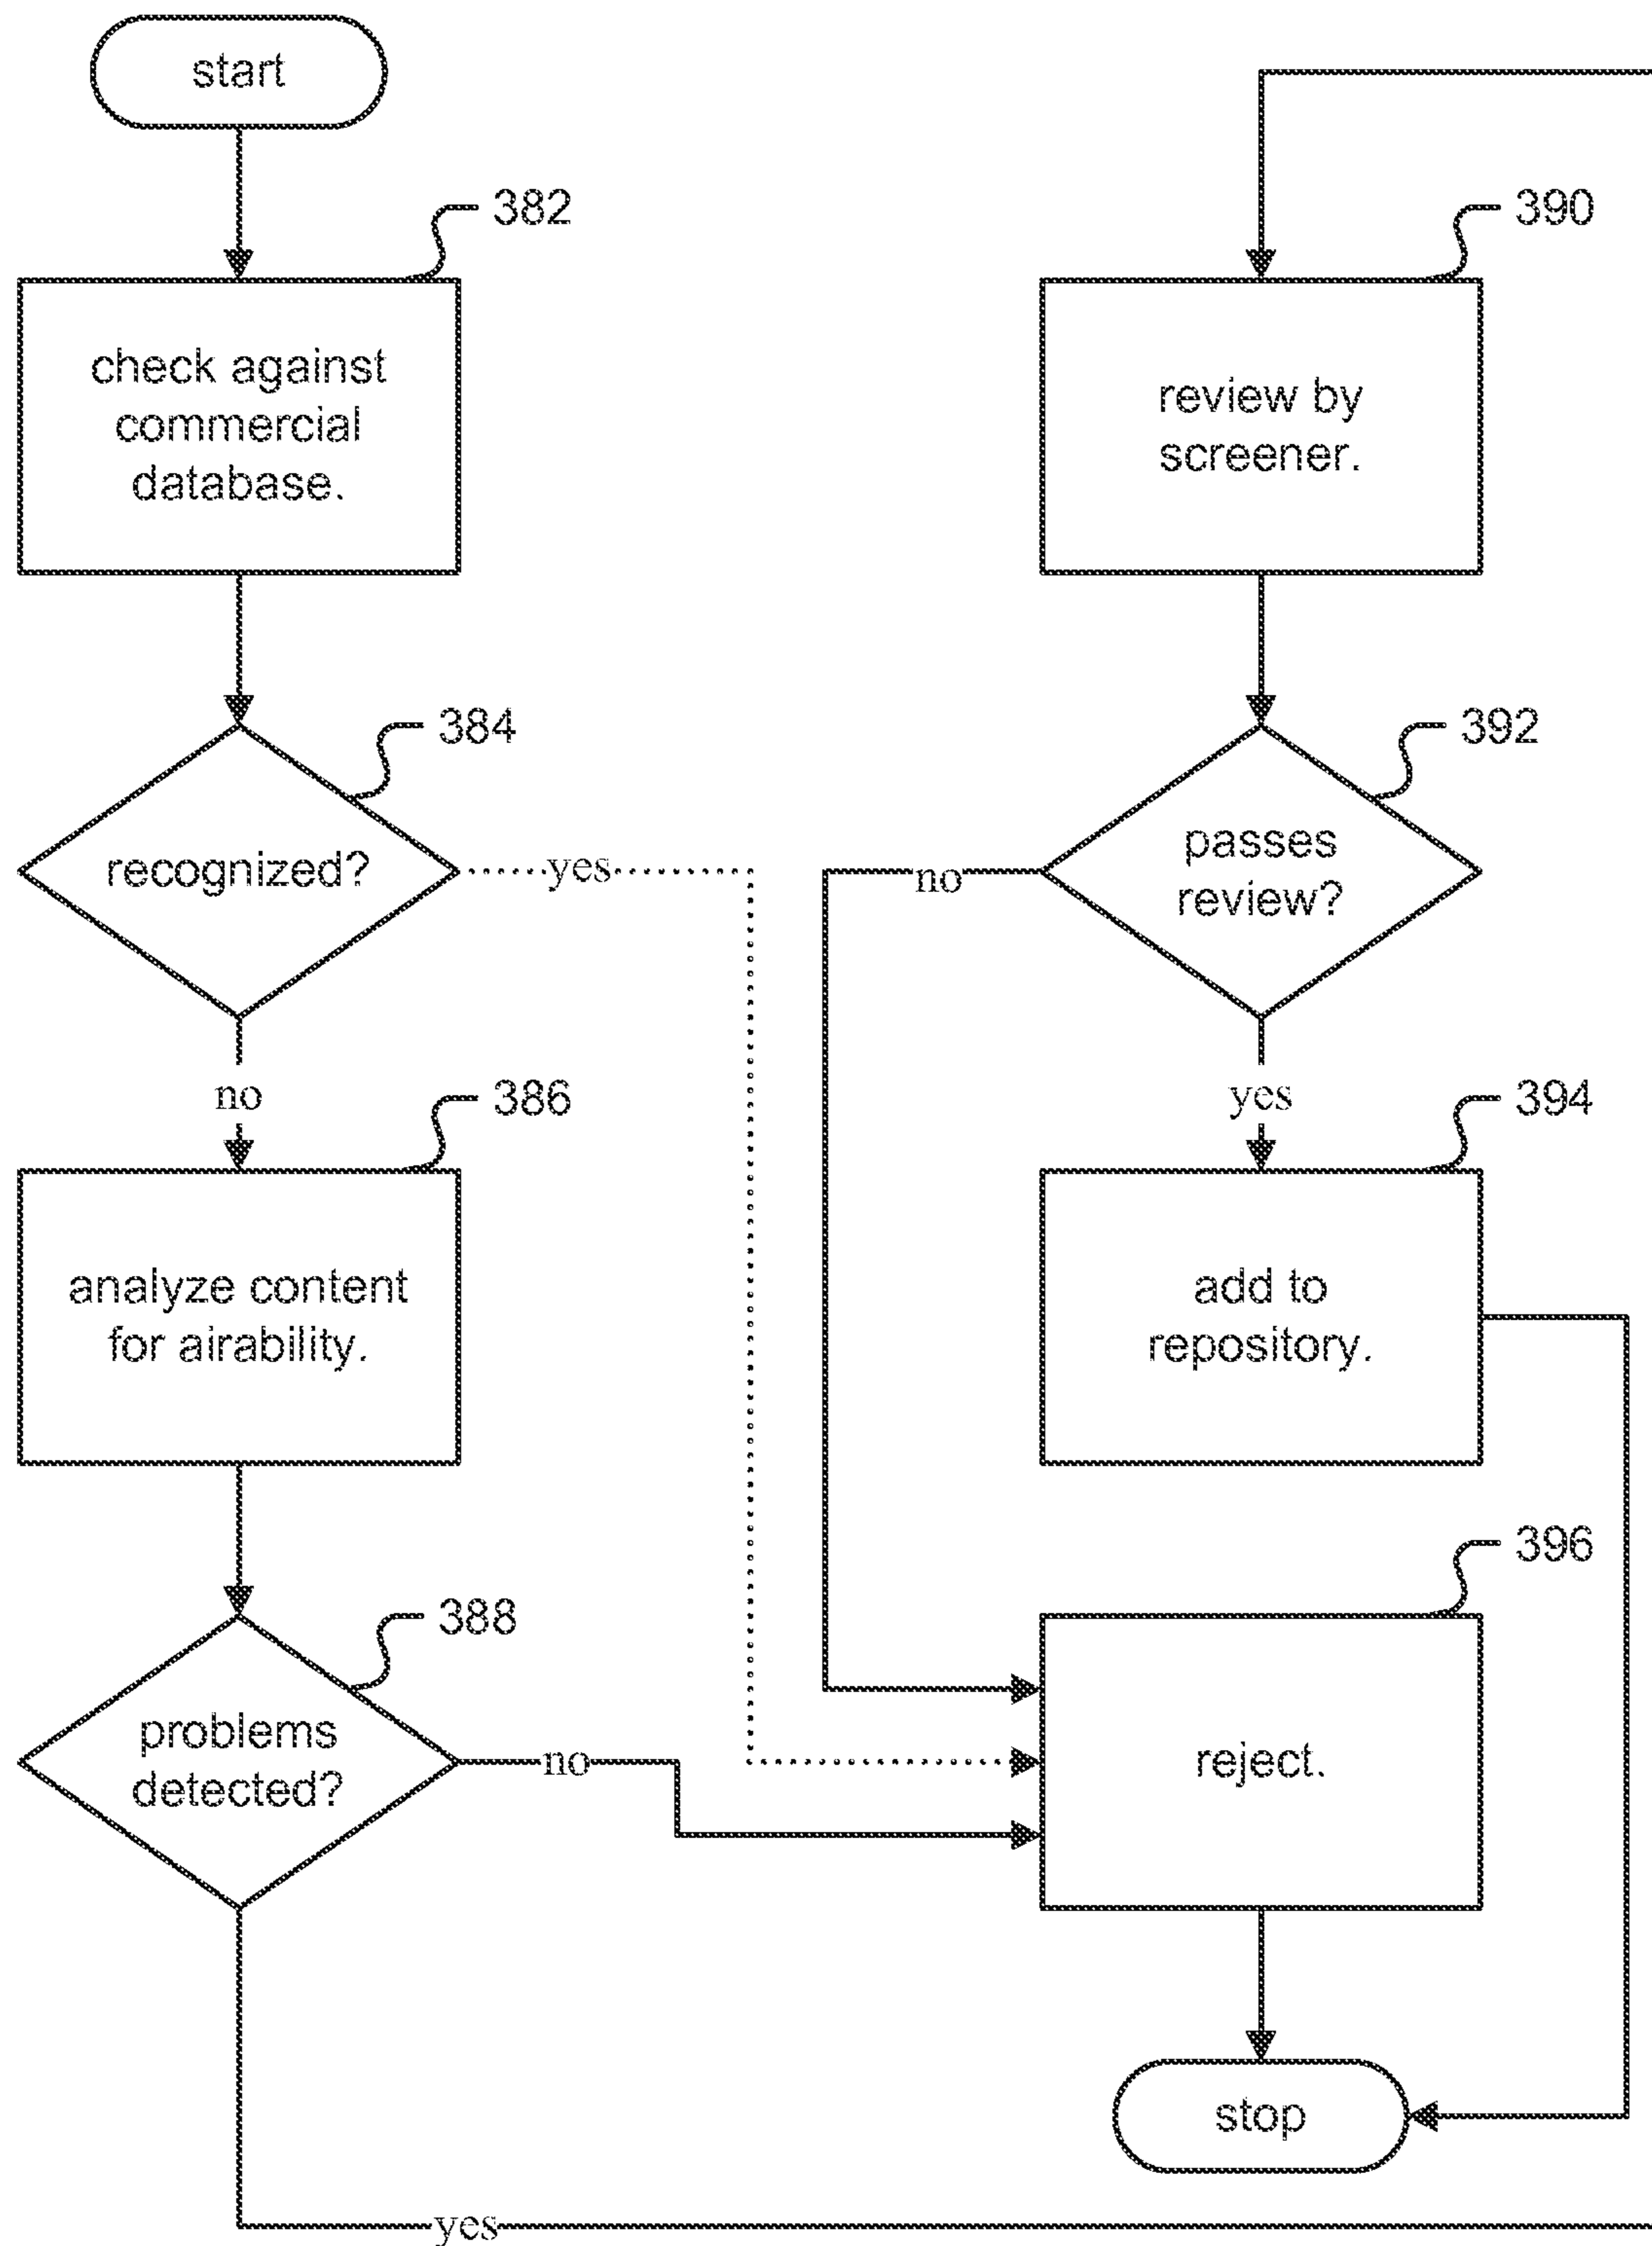 start
382
check against
commercial
database.
384
recognized?
yes
no
386
analyze content
for airability.
388
problems
detected?
no
yes
390
review by
screener.
392
passes
review?
no
yes
394
add to
repository.
396
reject.
stop